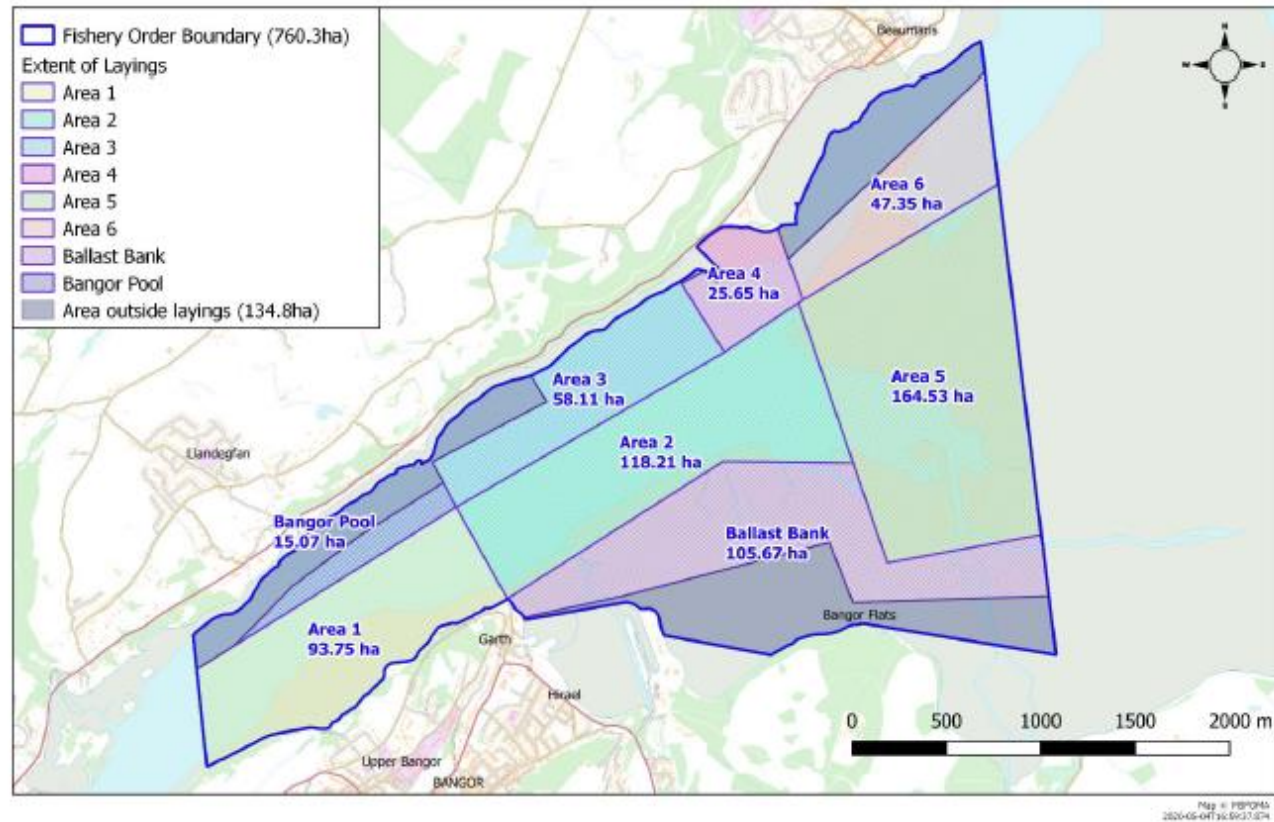 Fishery Order Boundary (760.3ha)
Extent of Layings
Area 1
Area 2
Area 3
Area 4
Area 5
Area 6
Ballast Bank
Bangor Pool
Area outside layings (134.8ha)
Beaumaris
N
W
E
S
Area 6
47.35 ha
Area 4
25.65 ha
Area 3
58.11 ha
Area 5
164.53 ha
Area 2
118.21 ha
Llandegfan
Bangor Pool
15.07 ha
Ballast Bank
105.67 ha
Bangor Flats
Area 1
93.75 ha
Garth
Hirael
Upper Bangor
BANGOR
0 500 1000 1500 2000 m